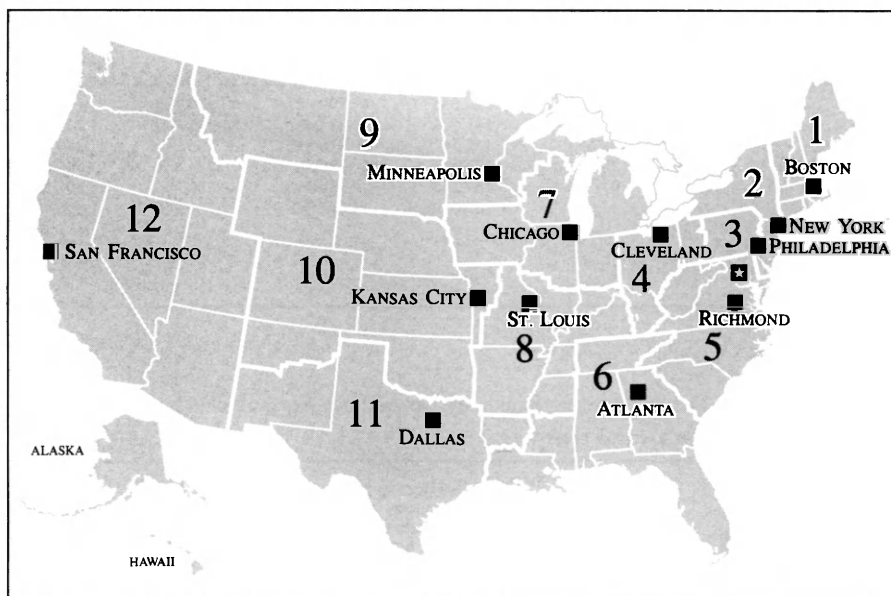 1
BOSTON
2
9
MINNEAPOLIS
7
12
NEW YORK
3
PHILADELPHIA
CHICAGO
CLEVELAND
SAN FRANCISCO
10
4
KANSAS CITY
ST. LOUIS
RICHMOND
8
5
6
ATLANTA
11
DALLAS
ALASKA
HAWAII